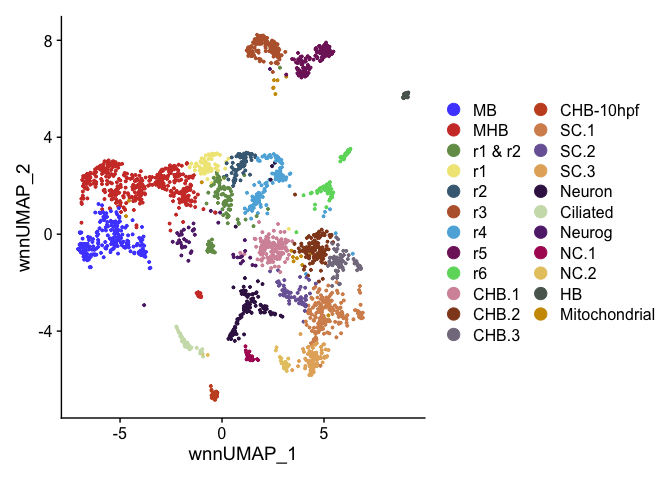 8
4
0
-4
wnnUMAP_2
-5
0
5
wnnUMAP_1
MB
MHB
r1 & r2
r1
r2
r3
r4
r5
r6
CHB.1
CHB.2
CHB.3
CHB-10hpf
SC.1
SC.2
SC.3
Neuron
Ciliated
Neurog
NC.1
NC.2
HB
Mitochondrial